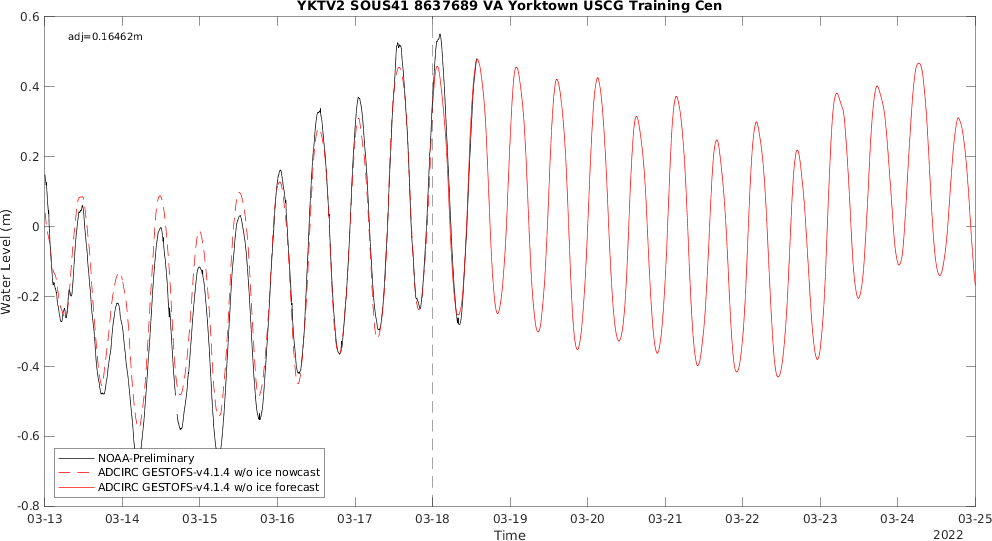 YKTV2 SOUS41 8637689 VA Yorktown USCG Training Cen
adj=0.16462m
0.6
0.4
0.2
0
-0.2
-0.4
-0.6
-0.8
Water Level (m)
NOAA-Preliminary
ADCIRC GESTOFS-v4.1.4 w/o ice nowcast
ADCIRC GESTOFS-v4.1.4 w/o ice forecast
03-13 03-14 03-15 03-16 03-17 03-18 03-19 03-20 03-21 03-22 03-23 03-24 03-25
Time
2022